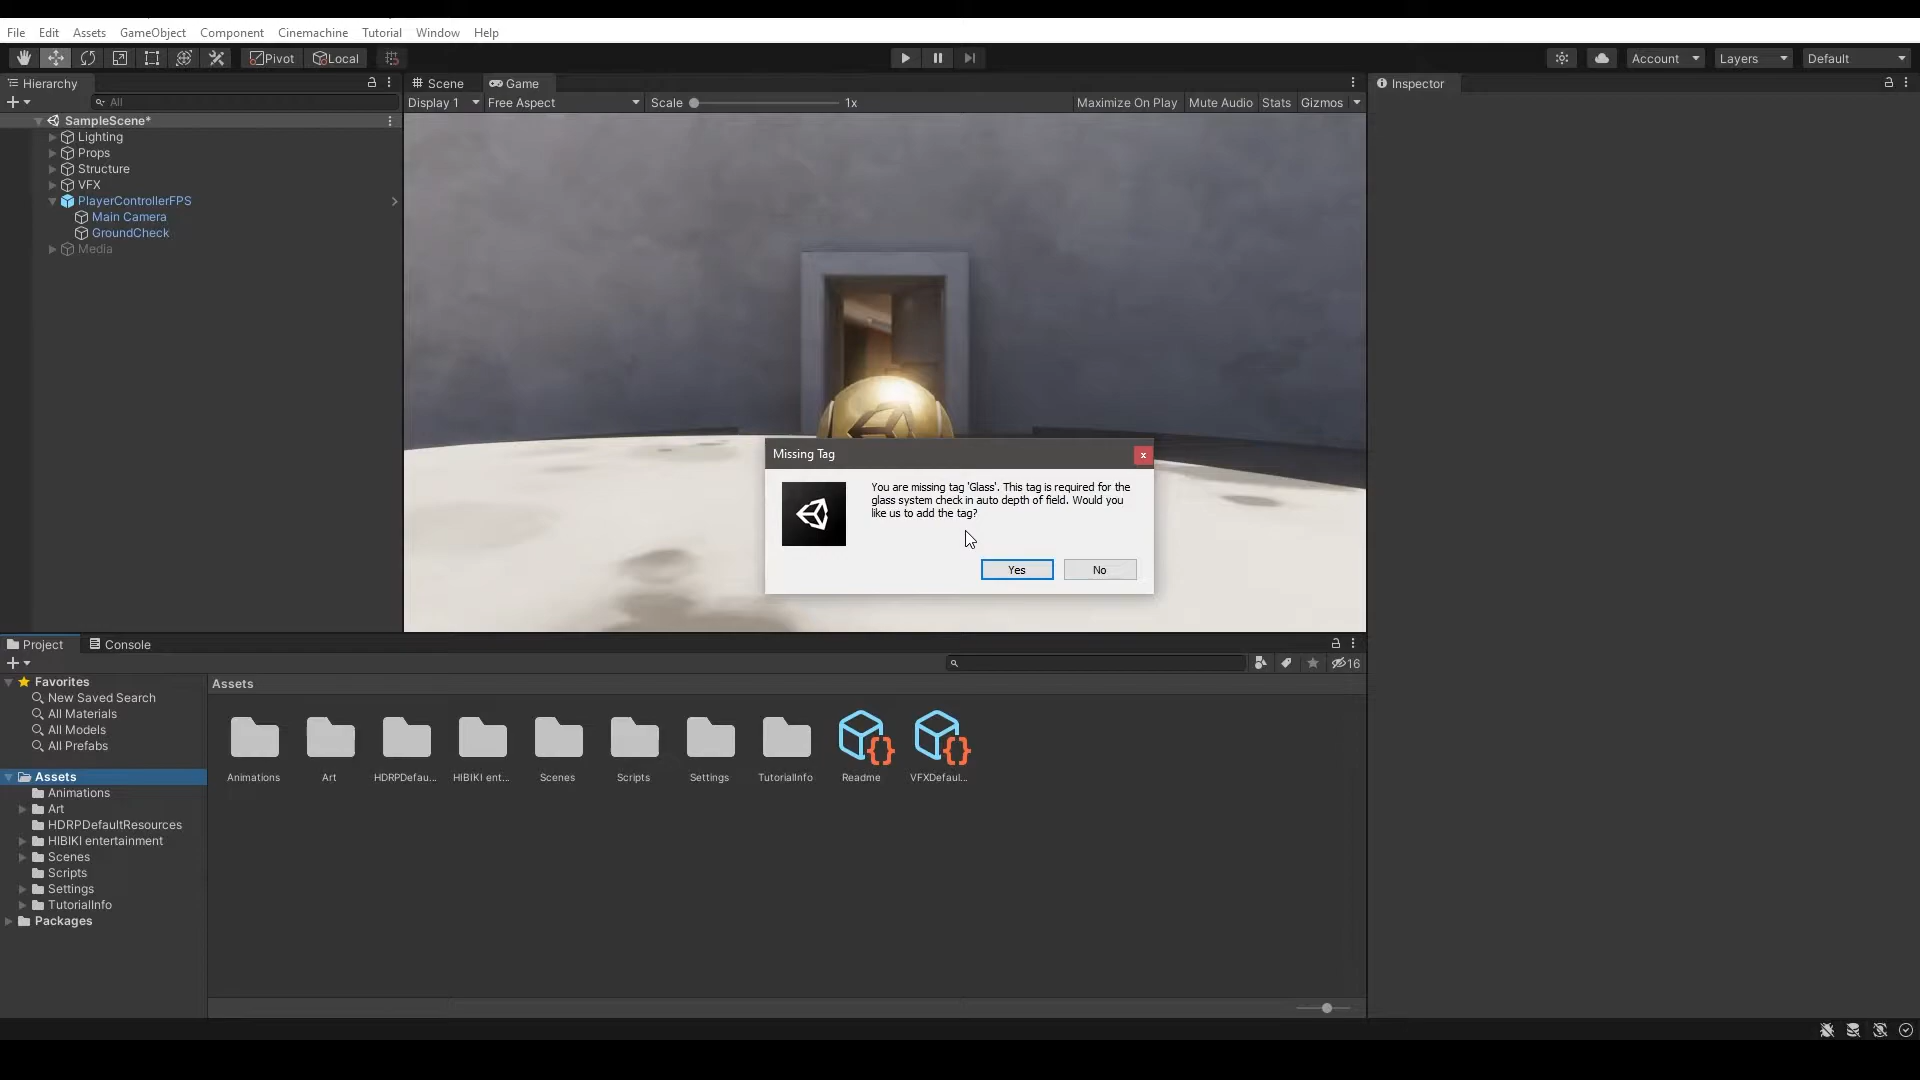 File Edit Assets GameObject Component Cinemachine Tutorial Window Help
Pivot Local Account Layers Default
Hierarchy
Scene Game
Inspector
All
Display 1 Free Aspect Scale 1x Maximize On Play Mute Audio Stats Gizmos
SampleScene*
Lighting
Props
Structure
VFX
PlayerControllerFPS
Main Camera
GroundCheck
Media
Missing Tag
x
You are missing tag 'Glass'. This tag is required for the
glass system check in auto depth of field. Would you
like us to add the tag?
Yes No
Project Console
16
Favorites
New Saved Search
All Materials
All Models
All Prefabs
Assets
Animations
Art
HDRPDefaultResources
HIBIKI entertainment
Scenes
Scripts
Settings
TutorialInfo
Packages
Assets
Animations Art HDRPDefau... HIBIKI ent... Scenes Scripts Settings TutorialInfo Readme VFXDefaul...